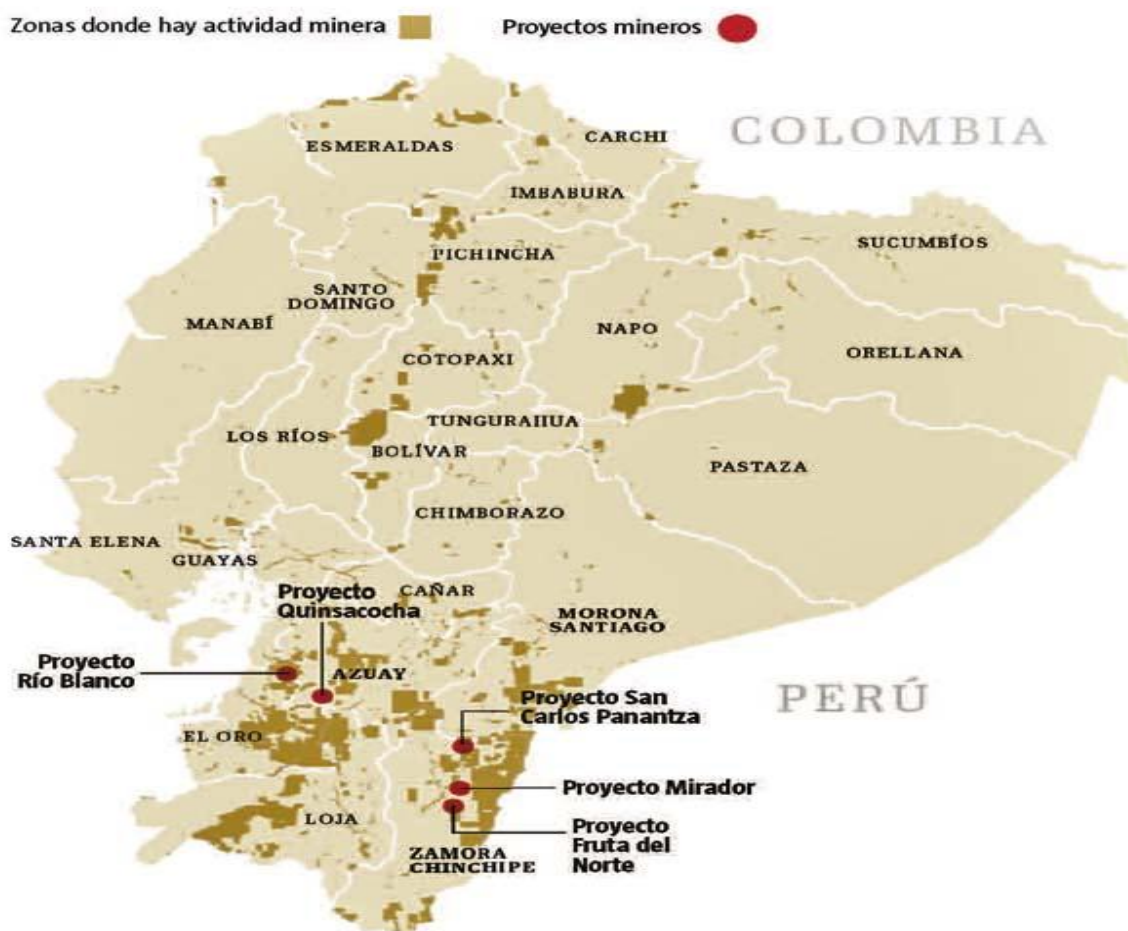 Zonas donde hay actividad minera
Proyectos mineros
COLOMBIA
ESMERALDAS
CARCHI
IMBABURA
SUCUMBÍOS
PICHINCHA
SANTO
DOMINGO
MANABÍ
NAPO
ORELLANA
COTOPAXI
TUNGURAHUA
LOS RÍOS
BOLÍVAR
PASTAZA
CHIMBORAZO
SANTA ELENA
GUAYAS
CAÑAR
Proyecto
Quinsacocha
MORONA
SANTIAGO
Proyecto
Río Blanco
AZUAY
PERÚ
Proyecto San
Carlos Panantza
EL ORO
Proyecto Mirador
LOJA
Proyecto
Fruta del
Norte
ZAMORA
CHINCHIPE